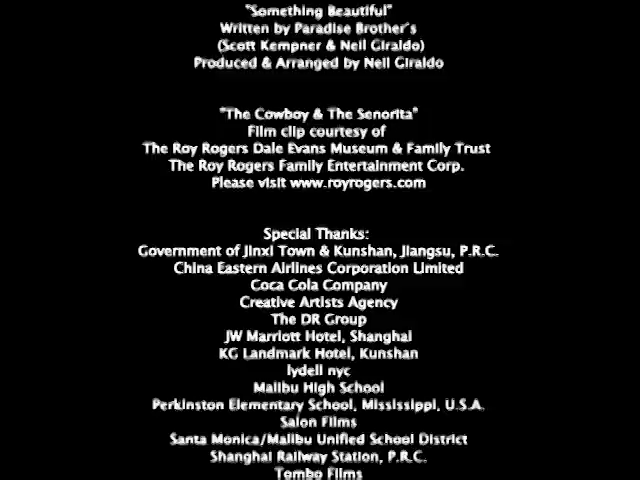 "Something Beautiful"
Written by Paradise Brother's
(Scott Kempner & Neil Giraldo)
Produced & Arranged by Neil Giraldo
"The Cowboy & The Senorita"
Film clip courtesy of
The Roy Rogers Dale Evans Museum & Family Trust
The Roy Rogers Family Entertainment Corp.
Please visit www.royrogers.com
Special Thanks:
Government of Jinxi Town & Kunshan, Jiangsu, P.R.C.
China Eastern Airlines Corporation Limited
Coca Cola Company
Creative Artists Agency
The DR Group
JW Marriott Hotel, Shanghai
KG Landmark Hotel, Kunshan
lydell nyc
Malibu High School
Perkinston Elementary School, Mississippi, U.S.A.
Salon Films
Santa Monica/Malibu Unified School District
Shanghai Railway Station, P.R.C.
Tombo Films